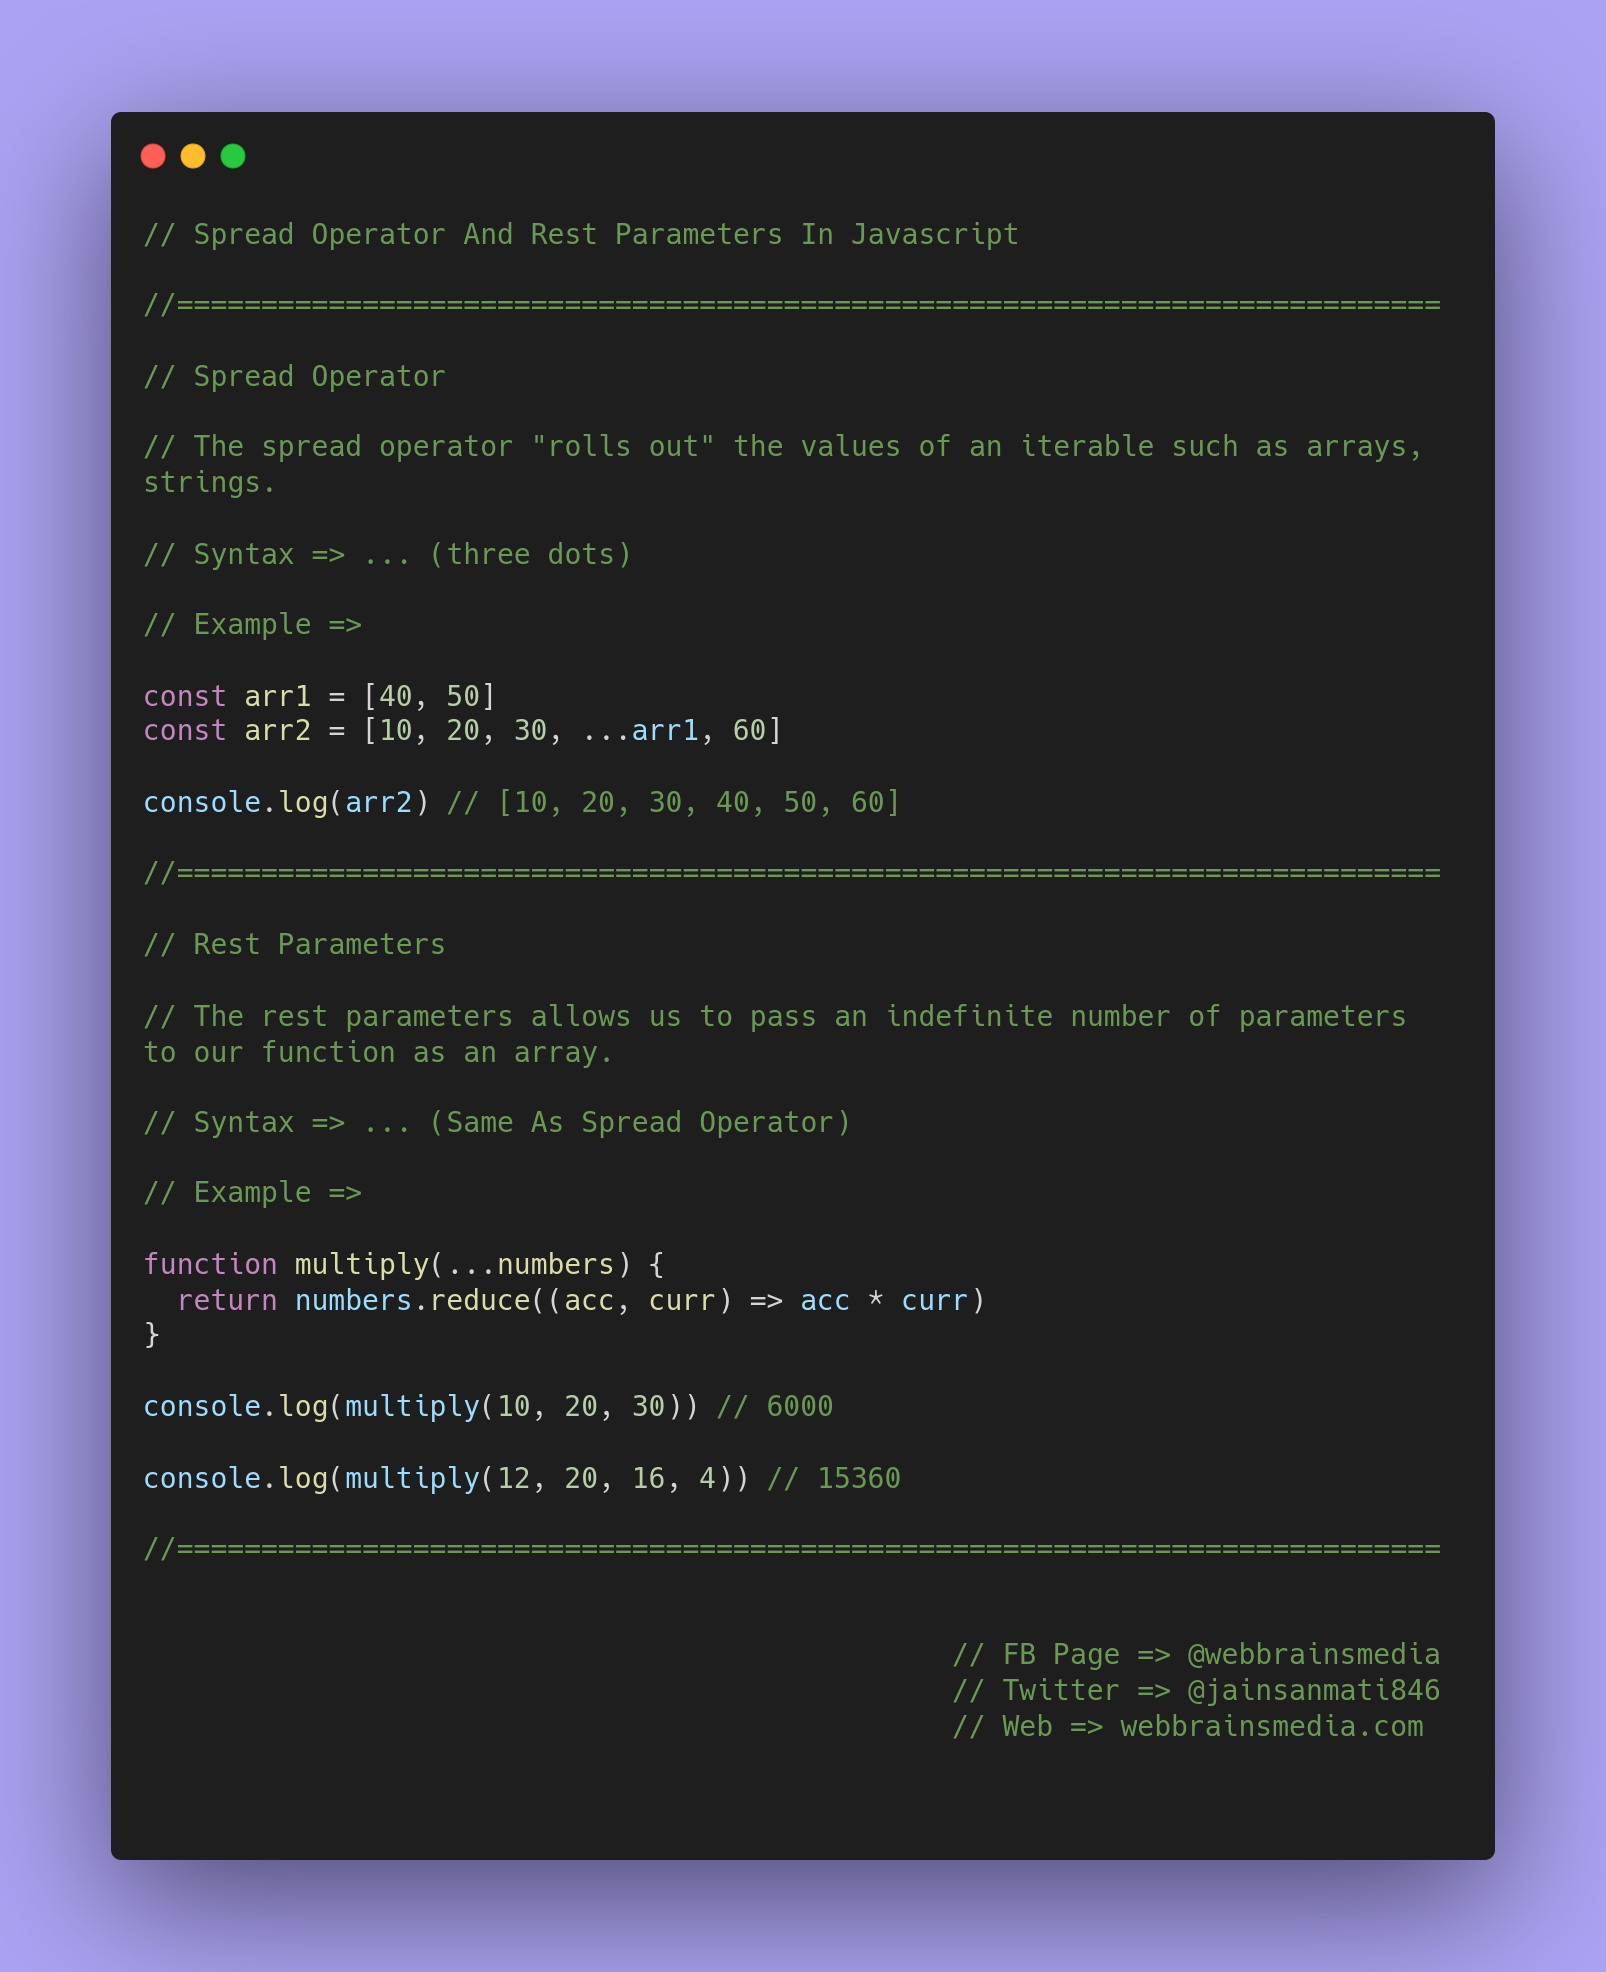 // Spread Operator And Rest Parameters In Javascript
//===========================================================================
// Spread Operator
// The spread operator "rolls out" the values of an iterable such as arrays,
strings.
// Syntax => ... (three dots)
// Example =>
const arr1 = [40, 50]
const arr2 = [10, 20, 30, ...arr1, 60]
console.log(arr2) // [10, 20, 30, 40, 50, 60]
//===========================================================================
// Rest Parameters
// The rest parameters allows us to pass an indefinite number of parameters
to our function as an array.
// Syntax => ... (Same As Spread Operator)
// Example =>
function multiply(...numbers) {
  return numbers.reduce((acc, curr) => acc * curr)
}
console.log(multiply(10, 20, 30)) // 6000
console.log(multiply(12, 20, 16, 4)) // 15360
//===========================================================================
// FB Page => @webbrainsmedia
// Twitter => @jainsanmati846
// Web => webbrainsmedia.com